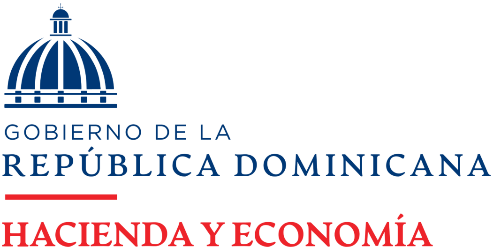 GOBIERNO DE LA
REPÚBLICA DOMINICANA
HACIENDA Y ECONOMÍA